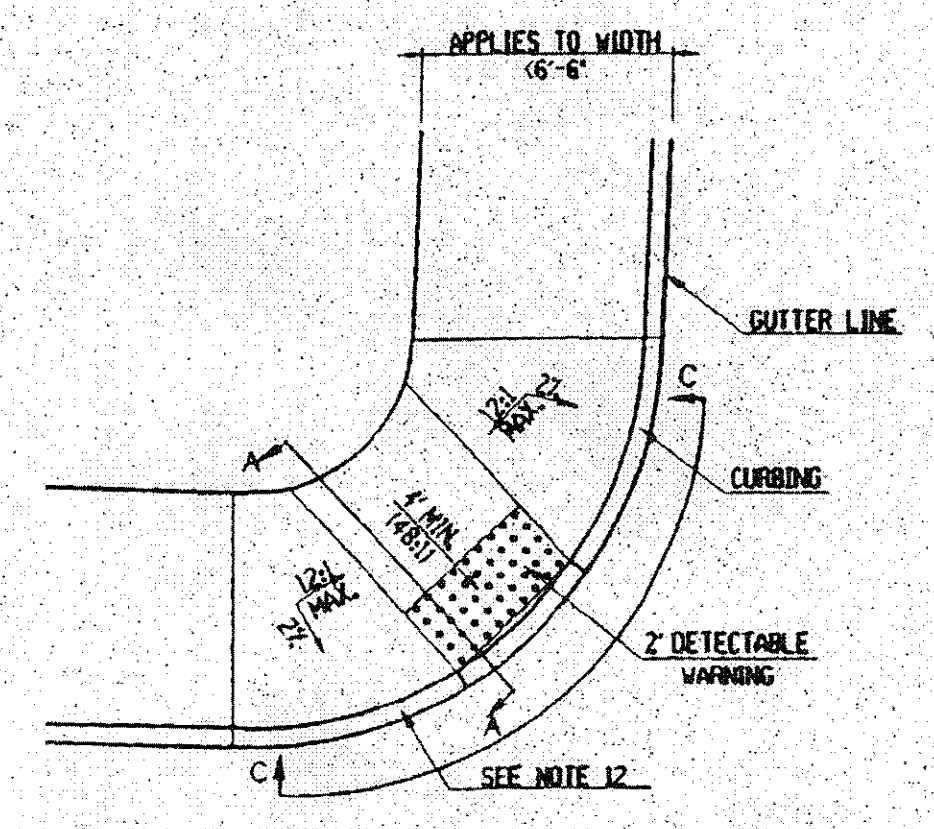 APPLIES TO WIDTH
<6'-6"
GUTTER LINE
C
12:1
MAX.
2%
CURBING
A
4' MIN.
(48:1)
12:1
MAX.
2%
2' DETECTABLE
WARNING
A
C
SEE NOTE 12